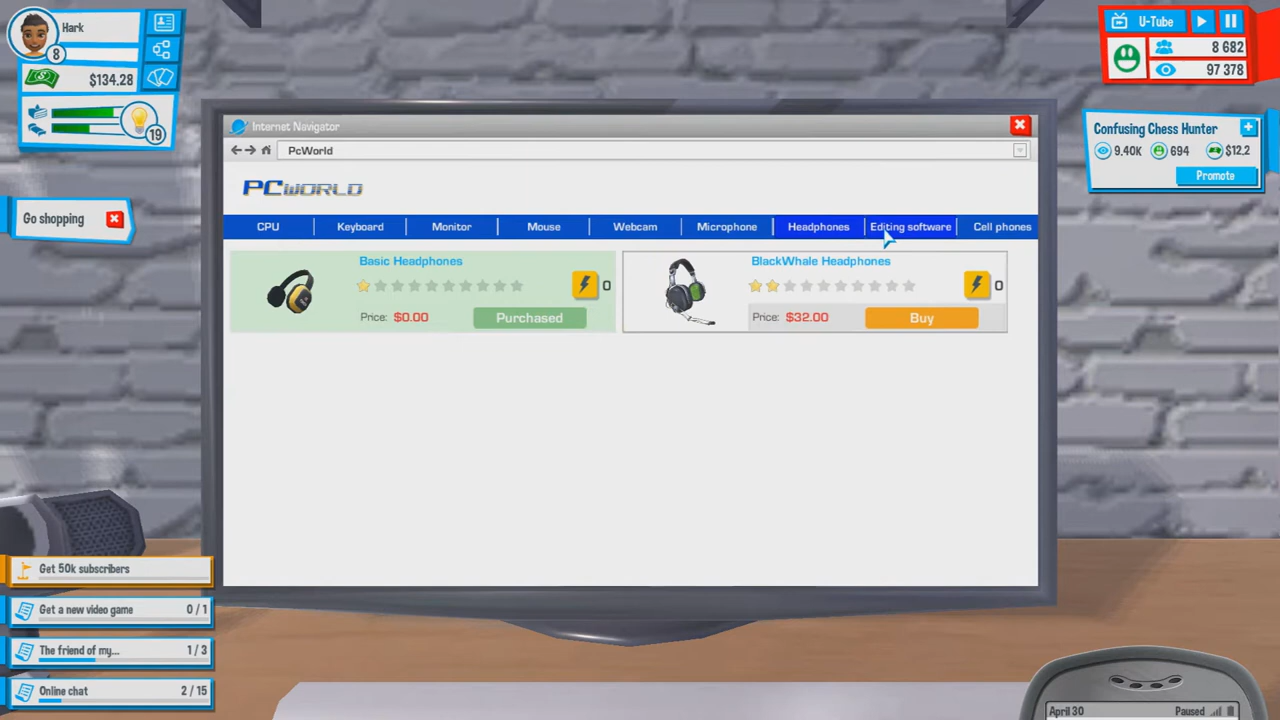 Hark
8
$134.28
19
U-Tube
8 682
97 378
Confusing Chess Hunter
9.40K 694 $12,2
Promote
Go shopping
Internet Navigator
PcWorld
PCWORLD
CPU Keyboard Monitor Mouse Webcam Microphone Headphones Editing software Cell phones
Basic Headphones
0
Price: $0.00 Purchased
BlackWhale Headphones
0
Price: $32.00 Buy
Get 50k subscribers
Get a new video game 0 / 1
The friend of my... 1 / 3
Online chat 2 / 15
April 30 Paused